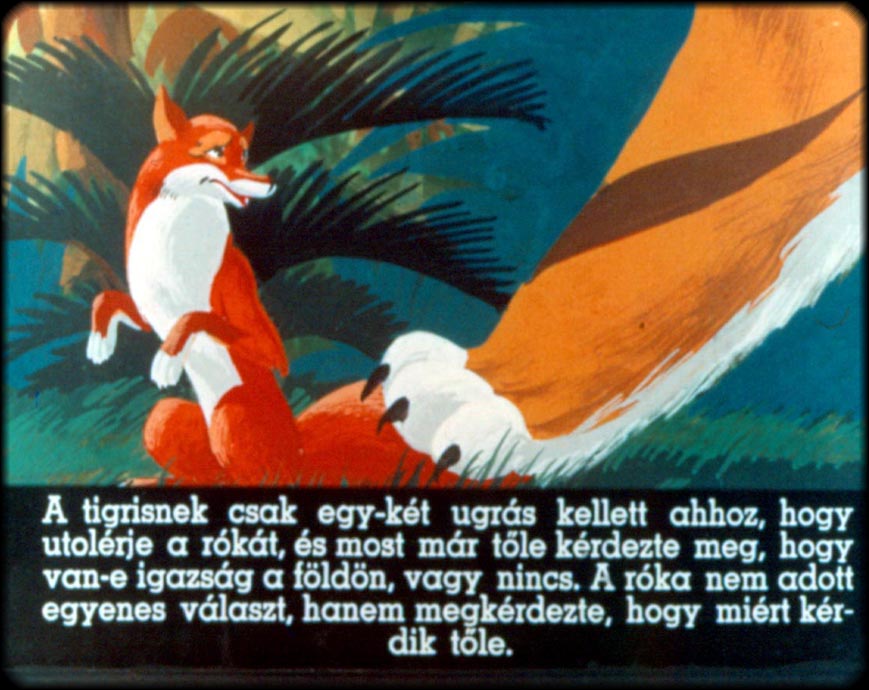 A tigrisnek csak egy-két ugrás kellett ahhoz, hogy
utolérje a rókát, és most már tőle kérdezte meg, hogy
van-e igazság a földön, vagy nincs. A róka nem adott
egyenes választ, hanem megkérdezte, hogy miért kér-
dik tőle.